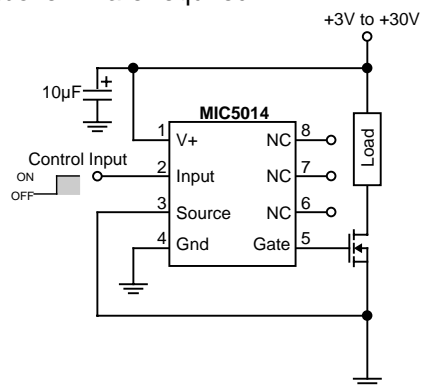 +3V to +30V
10µF
+
MIC5014
1 V+ NC 8
Control Input
ON
OFF
2 Input NC 7
3 Source NC 6
4 Gnd Gate 5
Load